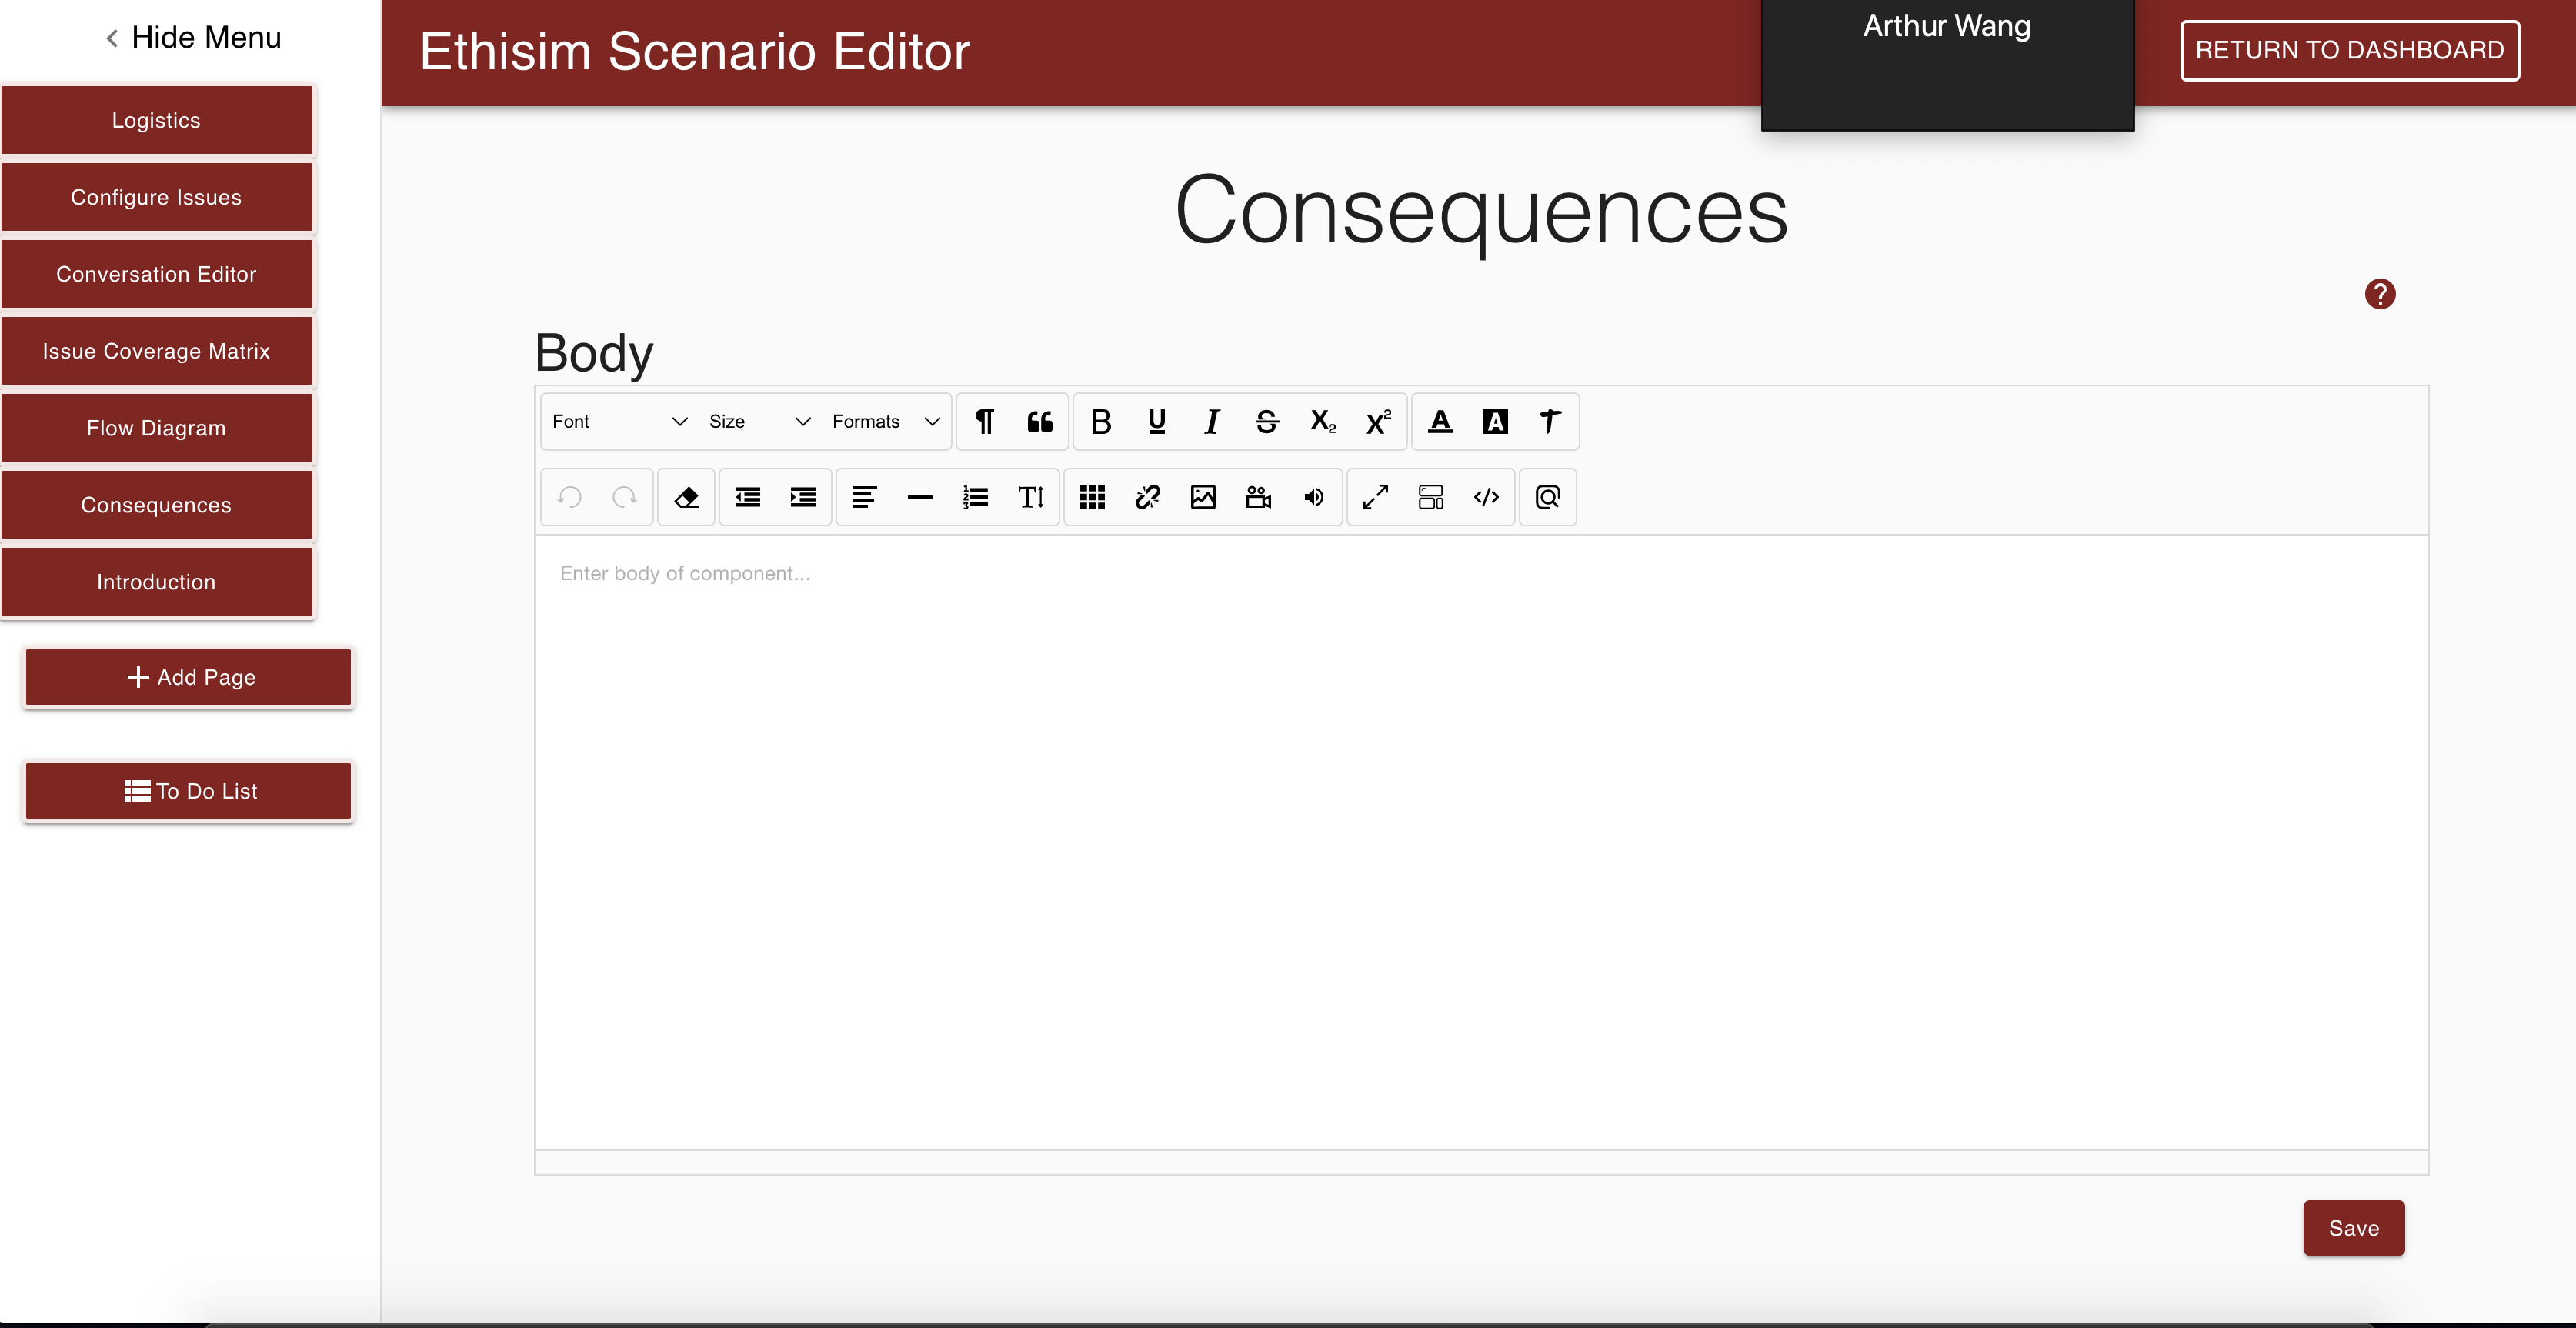 Hide Menu
Ethisim Scenario Editor
Arthur Wang
RETURN TO DASHBOARD
Logistics
Configure Issues
Conversation Editor
Issue Coverage Matrix
Flow Diagram
Consequences
Introduction
Add Page
To Do List
Consequences
?
Body
Font Size Formats
Enter body of component...
Save